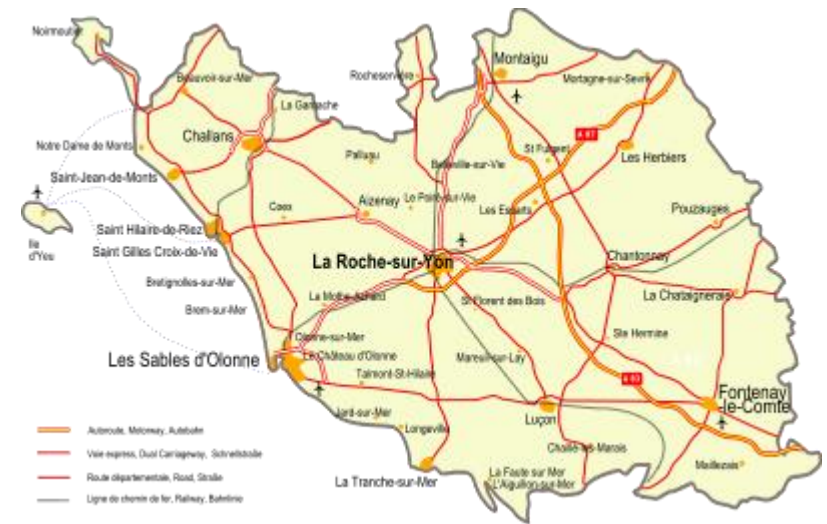 Noirmoutier
Montaigu
Rocheservière
Mortagne-sur-Sevre
Beauvoir-sur-Mer
La Garnache
A 87
Challans
Notre Dame de Monts
Palluau
Belleville-sur-Vie
St Fulgent
Les Herbiers
Saint-Jean-de-Monts
Coex
Aizenay
Le Poiré-sur-Vie
Les Essarts
Pouzauges
Saint Hilaire-de-Riez
Ile
d'Yeu
Saint Gilles Croix-de-Vie
La Roche-sur-Yon
Chantonnay
Bretignolles-sur-Mer
La Mothe-Achard
St Florent des Bois
La Chataigneraie
Brem-sur-Mer
Olonne-sur-Mer
Ste Hermine
Les Sables d'Olonne
Le Château d'Olonne
Mareuil-sur-Lay
Talmont-St-Hilaire
A 83
Fontenay
-le-Comte
Jard-sur-Mer
Luçon
Longeville
Autoroute, Motorway, Autobahn
Voie express, Dual Carriageway, Schnellstraße
Chaillé-les-Marais
Maillezais
Route départementale, Road, Straße
La Tranche-sur-Mer
La Faute sur Mer
L'Aiguillon-sur-Mer
Ligne de chemin de fer, Railway, Bahnlinie